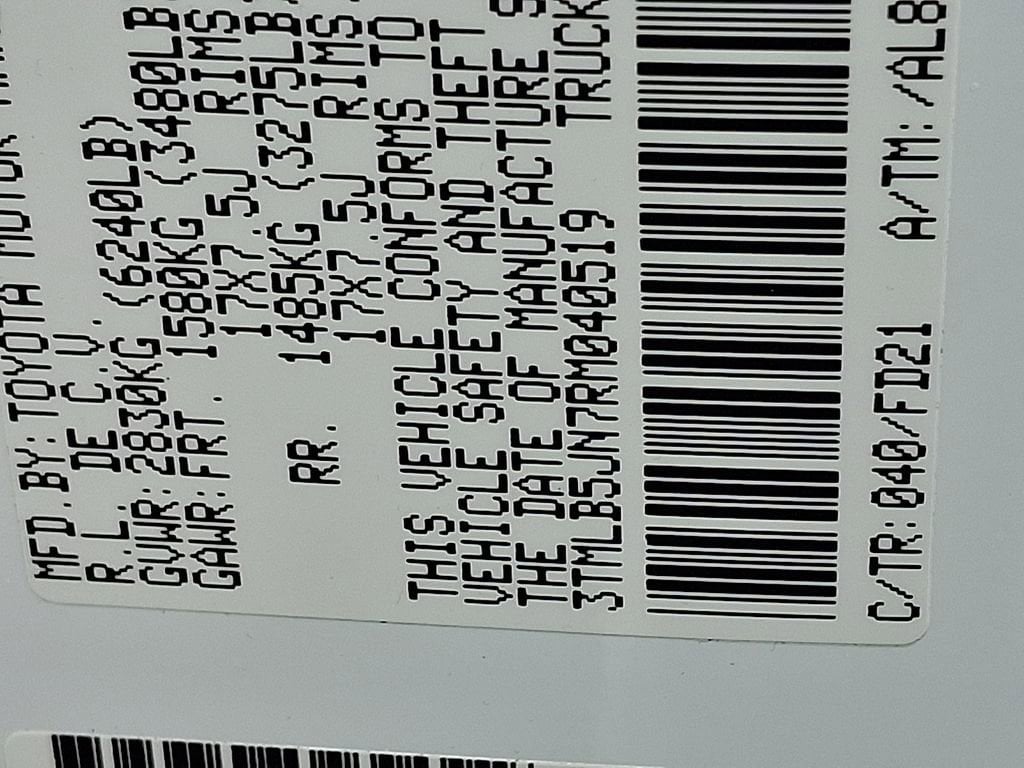 MFD. BY: TOYOTA MOTOR
R.L. DE C.V.
GVWR: 2830KG (6240LB)
GAWR: FRT. 1580KG (3480LB
17X7.5J RIMS
RR. 1485KG (3275LB
17X7.5J RIMS
THIS VEHICLE CONFORMS TO
VEHICLE SAFETY AND THEFT
THE DATE OF MANUFACTURE S
3TMLB5JN7RM040519 TRUCK
C/TR: 040/FD21 A/TM: /AL8